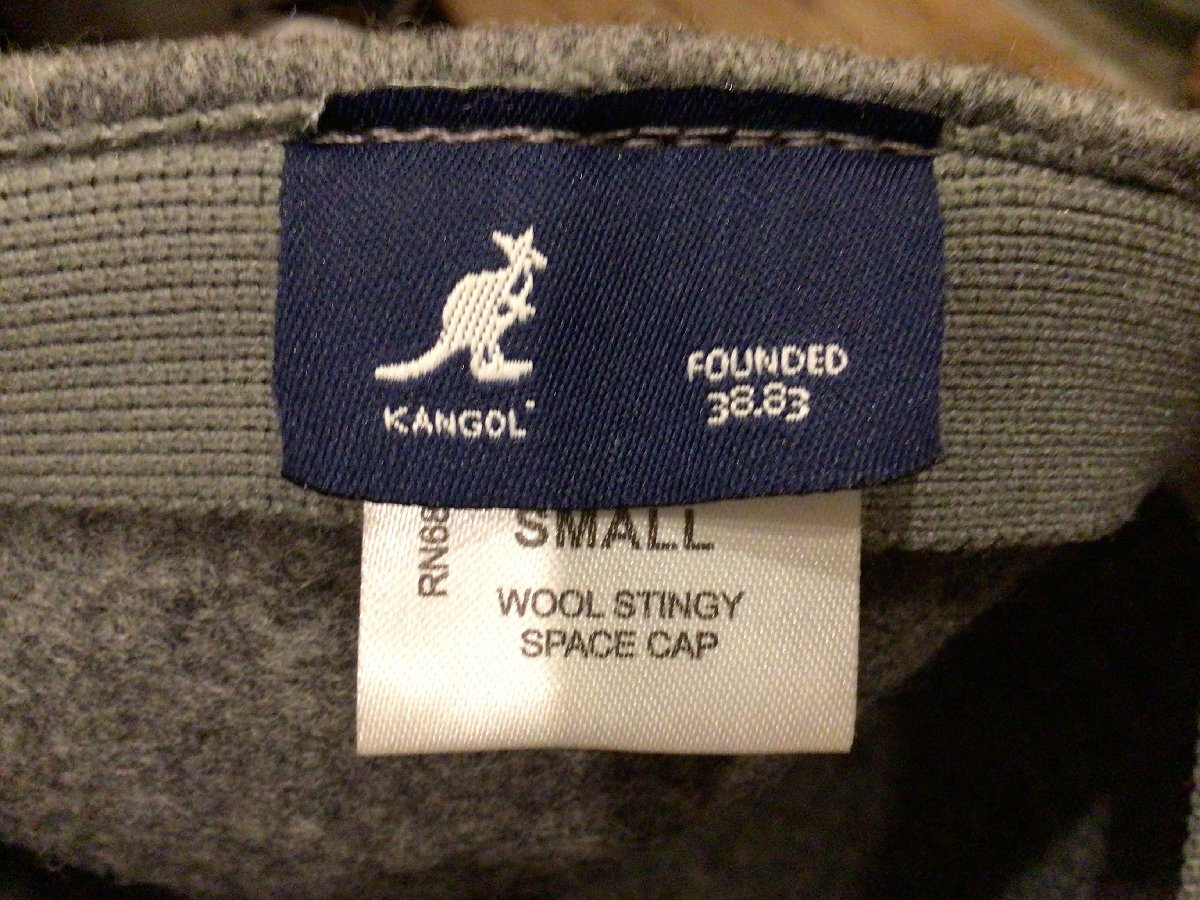 KANGOL
FOUNDED
38.83
SMALL
WOOL STINGY
SPACE CAP